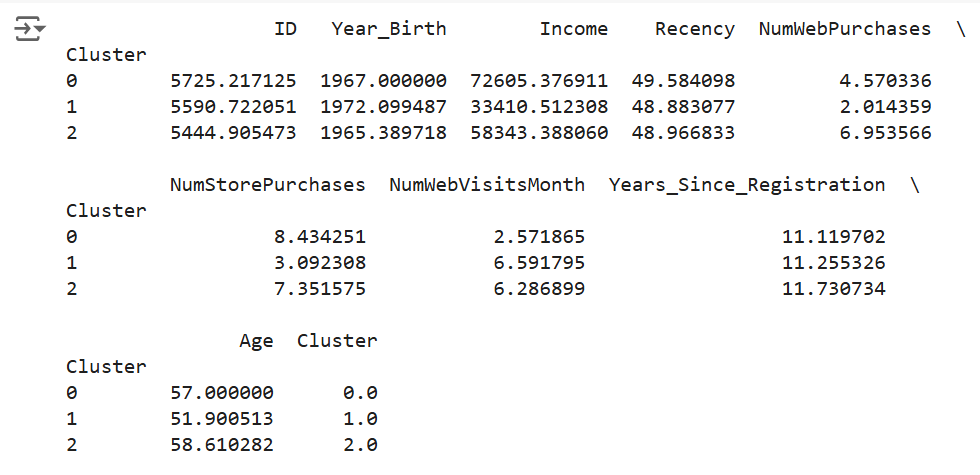 ID Year_Birth Income Recency NumWebPurchases \
Cluster
0 5725.217125 1967.000000 72605.376911 49.584098 4.570336
1 5590.722051 1972.099487 33410.512308 48.883077 2.014359
2 5444.905473 1965.389718 58343.388060 48.966833 6.953566
NumStorePurchases NumWebVisitsMonth Years_Since_Registration \
Cluster
0 8.434251 2.571865 11.119702
1 3.092308 6.591795 11.255326
2 7.351575 6.286899 11.730734
Age Cluster
Cluster
0 57.000000 0.0
1 51.900513 1.0
2 58.610282 2.0